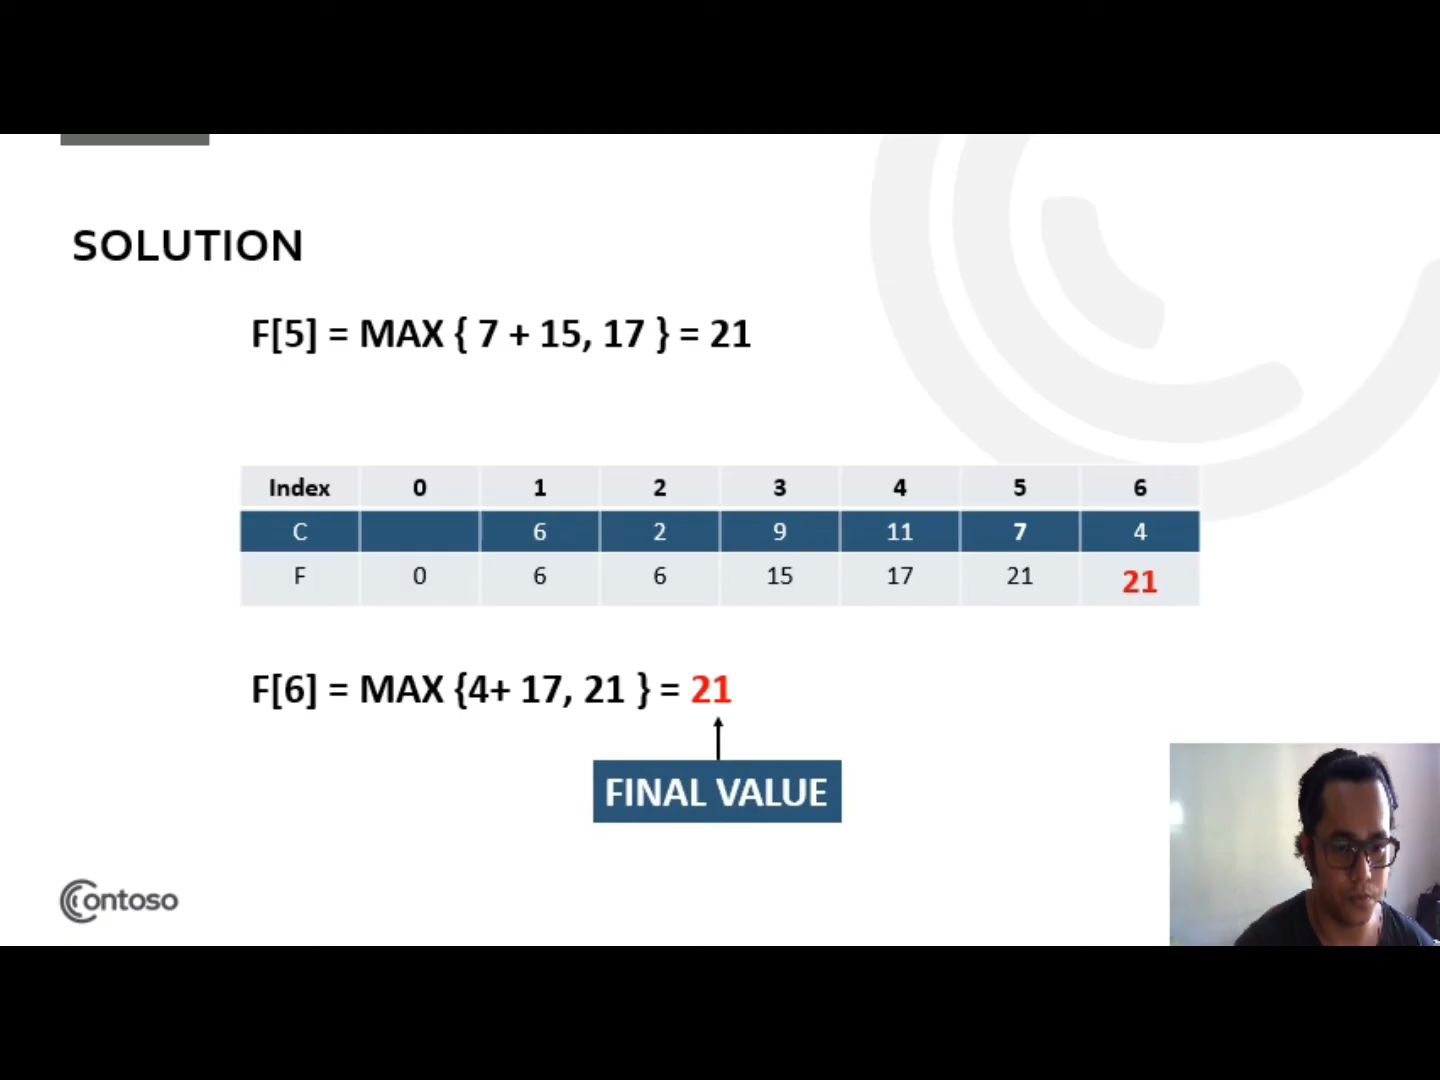 SOLUTION
F[5] = MAX { 7 + 15, 17 } = 21
Index 0 1 2 3 4 5 6
C 6 2 9 11 7 4
F 0 6 6 15 17 21 21
F[6] = MAX {4+ 17, 21 } = 21
FINAL VALUE
Contoso